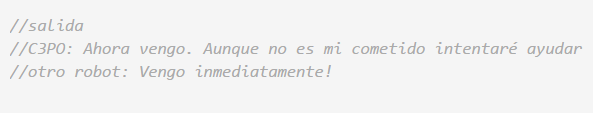 //salida
//C3PO: Ahora vengo. Aunque no es mi cometido intentaré ayudar
//otro robot: Vengo inmediatamente!